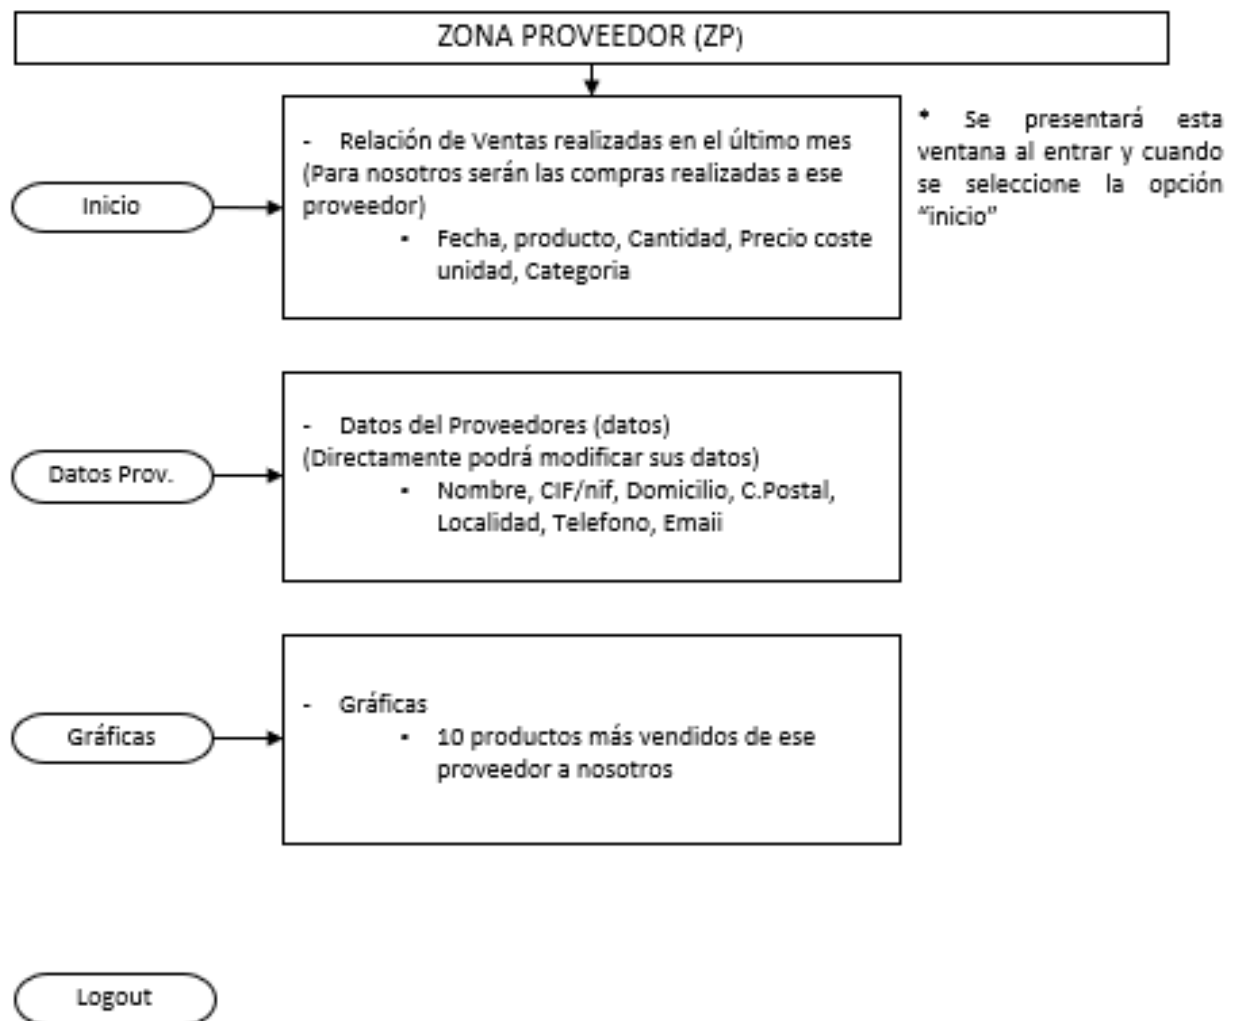 ZONA PROVEEDOR (ZP)
- Relación de Ventas realizadas en el último mes
(Para nosotros serán las compras realizadas a ese
proveedor)
▪ Fecha, producto, Cantidad, Precio coste
unidad, Categoria
* Se presentará esta
ventana al entrar y cuando
se seleccione la opción
“inicio”
Inicio
- Datos del Proveedores (datos)
(Directamente podrá modificar sus datos)
▪ Nombre, CIF/nif, Domicilio, C.Postal,
Localidad, Telefono, Emaii
Datos Prov.
- Gráficas
▪ 10 productos más vendidos de ese
proveedor a nosotros
Gráficas
Logout